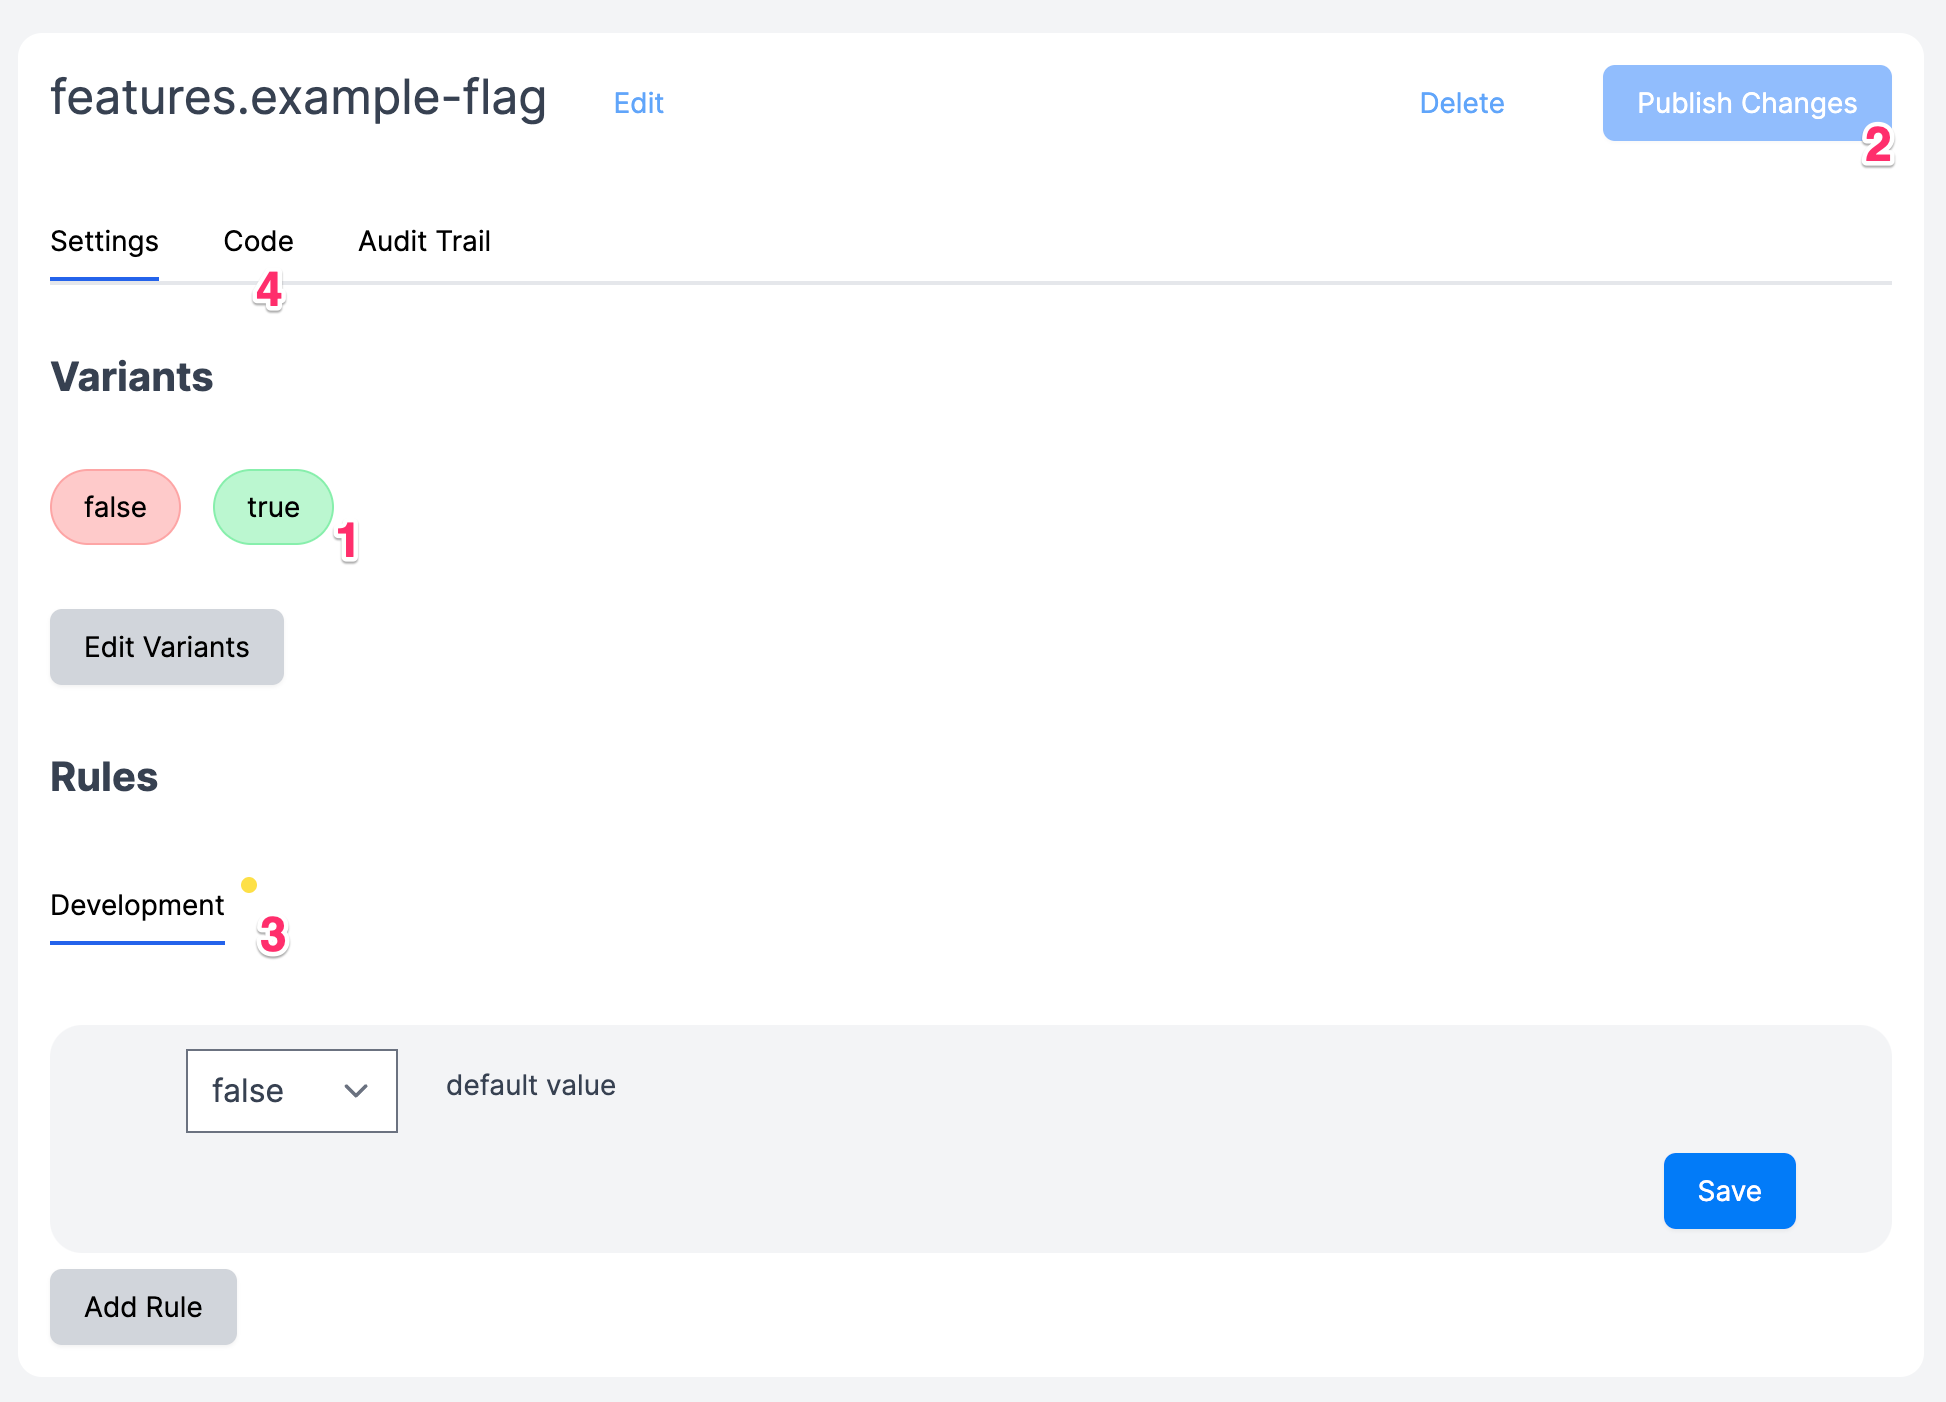 features.example-flag Edit Delete Publish Changes
2
Settings Code Audit Trail
4
Variants
false true
1
Edit Variants
Rules
Development
3
false default value
Save
Add Rule